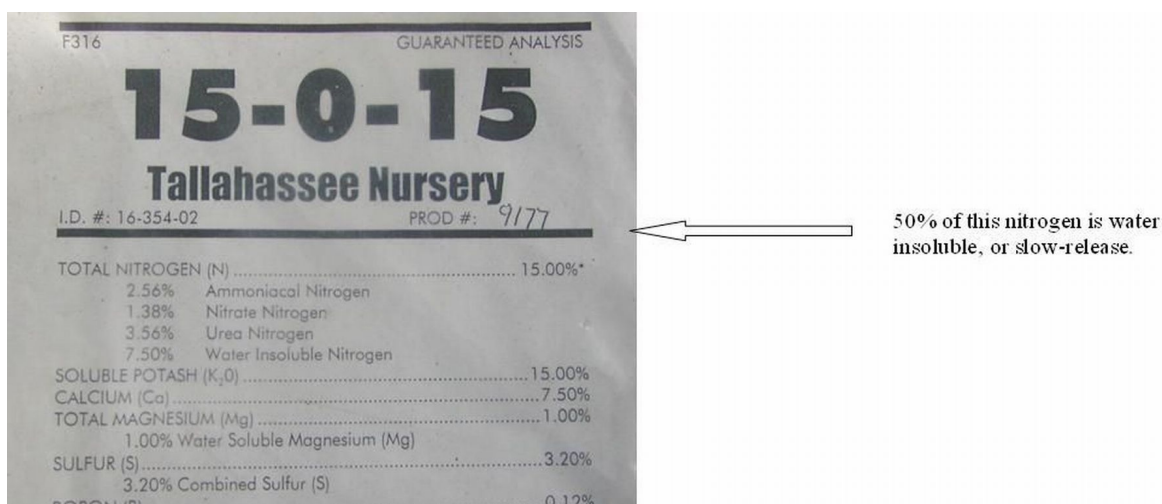 F316 GUARANTEED ANALYSIS
15-0-15
Tallahassee Nursery
I.D. #: 16-354-02 PROD #: 9177
TOTAL NITROGEN (N) 15.00%*
2.56% Ammoniacal Nitrogen
1.38% Nitrate Nitrogen
3.56% Urea Nitrogen
7.50% Water Insoluble Nitrogen
SOLUBLE POTASH (K₂0) 15.00%
CALCIUM (Ca) 7.50%
TOTAL MAGNESIUM (Mg) 1.00%
1.00% Water Soluble Magnesium (Mg)
SULFUR (S) 3.20%
3.20% Combined Sulfur (S)
BORON (B) 0.12%
50% of this nitrogen is water
insoluble, or slow-release.